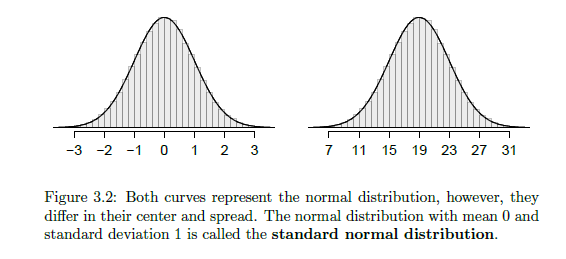 −3 −2 −1 0 1 2 3 7 11 15 19 23 27 31
Figure 3.2: Both curves represent the normal distribution, however, they
differ in their center and spread. The normal distribution with mean 0 and
standard deviation 1 is called the standard normal distribution.